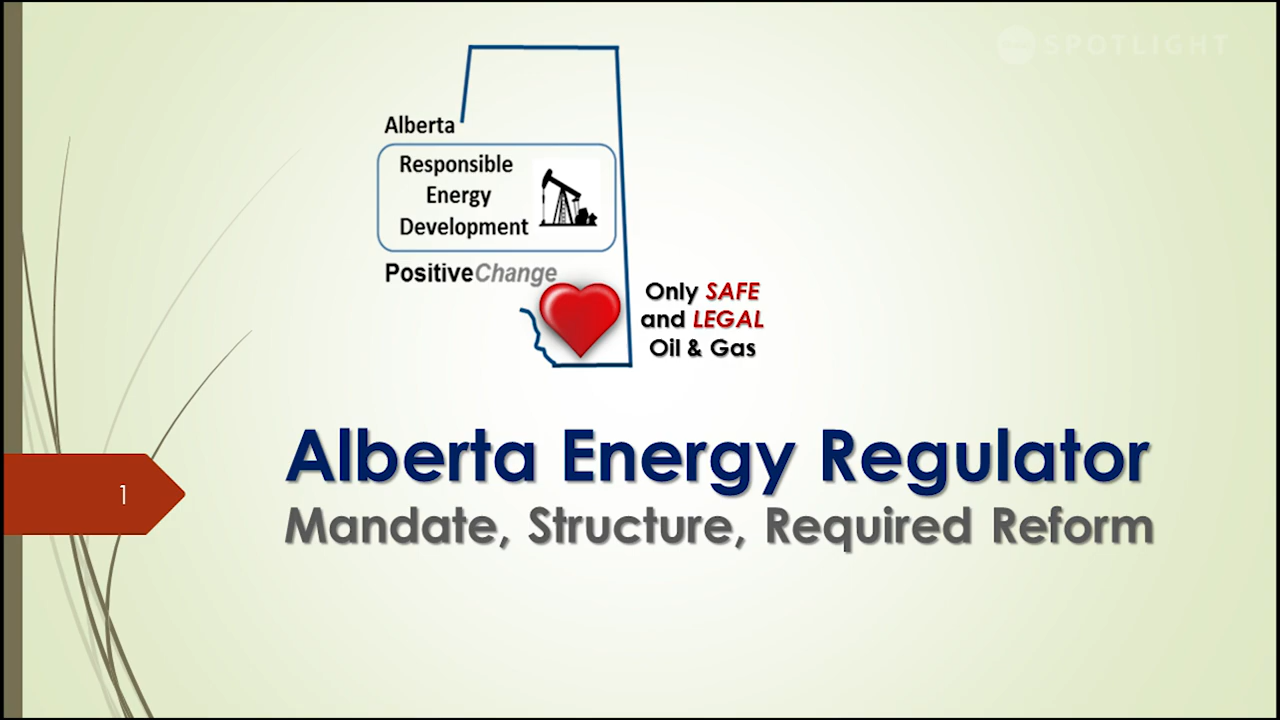 SPOTLIGHT
Alberta
Responsible
Energy
Development
PositiveChange
Only SAFE
and LEGAL
Oil & Gas
Alberta Energy Regulator
Mandate, Structure, Required Reform
1